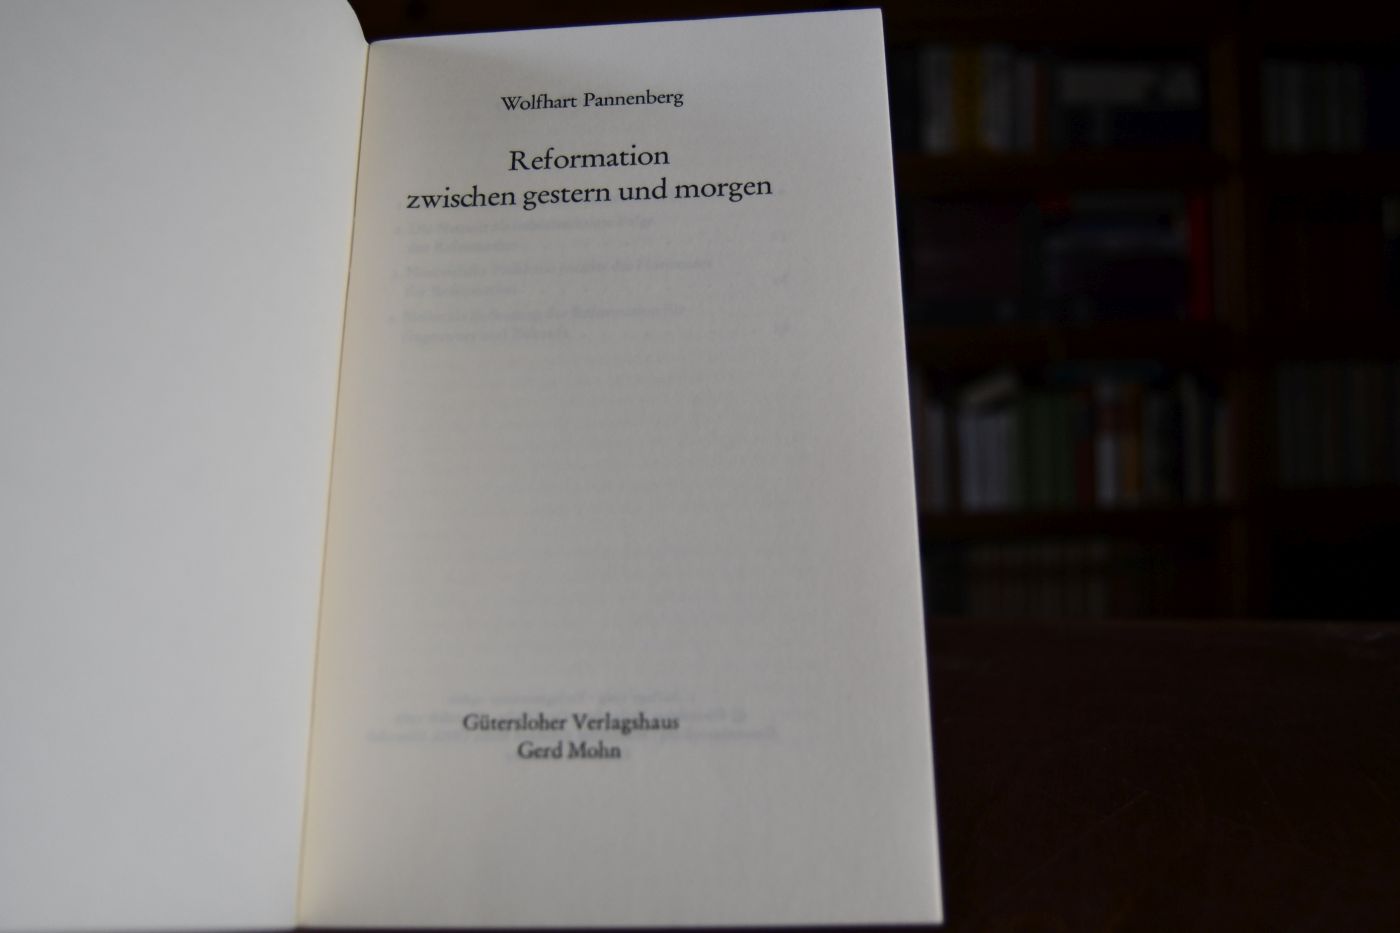 Wolfhart Pannenberg
Reformation
zwischen gestern und morgen
Gütersloher Verlagshaus
Gerd Mohn